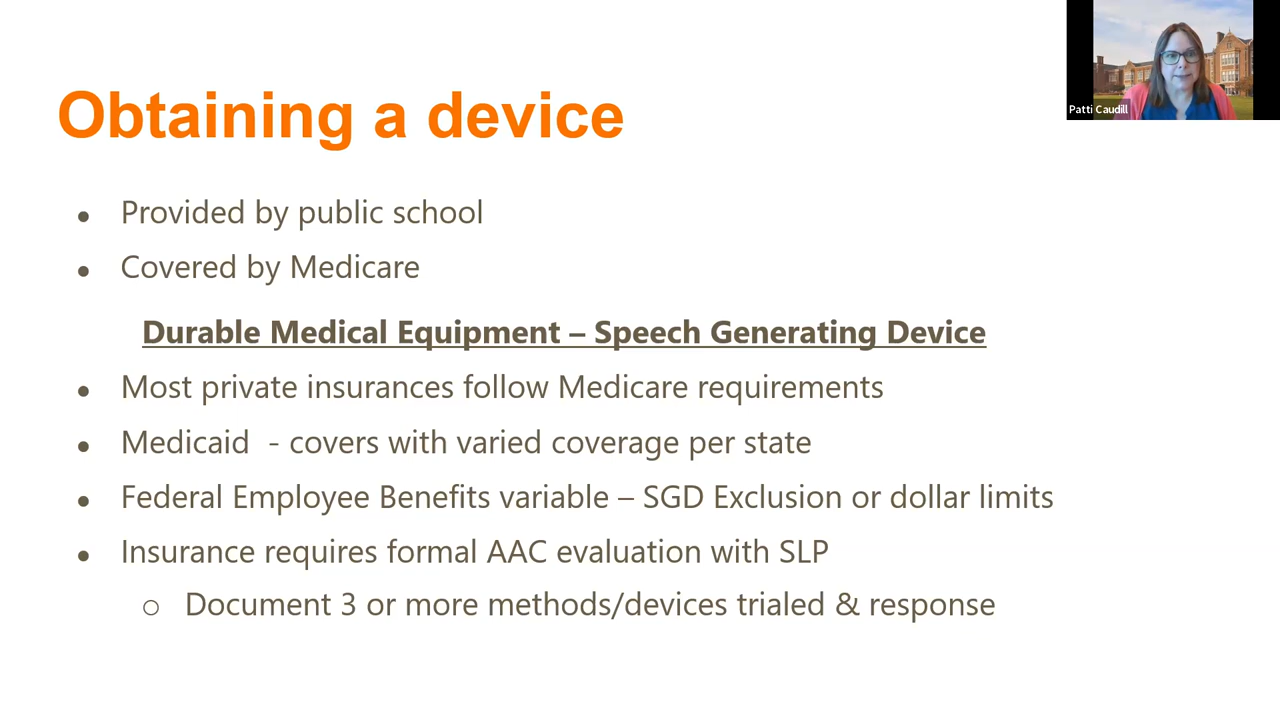 Obtaining a device
Patti Caudill
● Provided by public school
● Covered by Medicare
Durable Medical Equipment – Speech Generating Device
● Most private insurances follow Medicare requirements
● Medicaid - covers with varied coverage per state
● Federal Employee Benefits variable – SGD Exclusion or dollar limits
● Insurance requires formal AAC evaluation with SLP
○ Document 3 or more methods/devices trialed & response